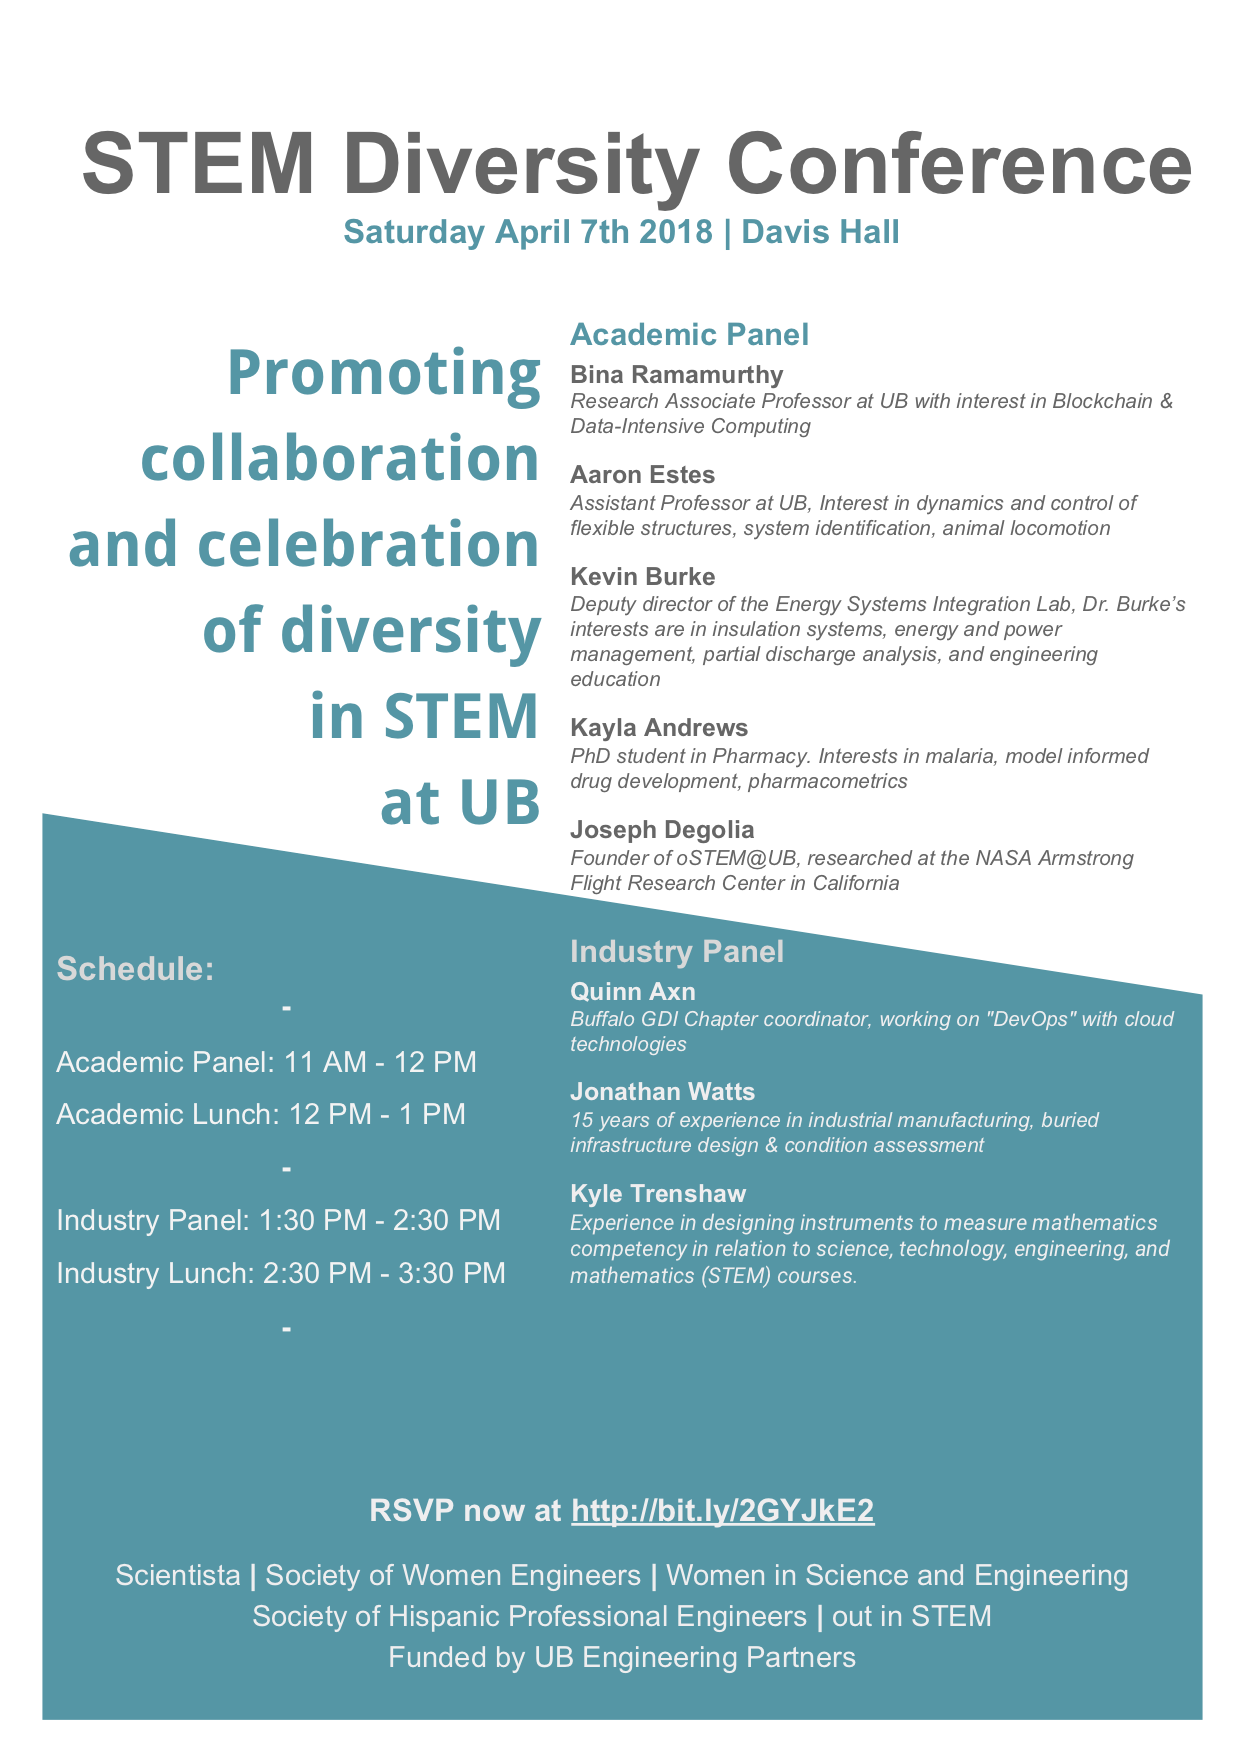 STEM Diversity Conference
Saturday April 7th 2018 | Davis Hall
Promoting
collaboration
and celebration
of diversity
in STEM
at UB
Academic Panel
Bina Ramamurthy
Research Associate Professor at UB with interest in Blockchain &
Data-Intensive Computing
Aaron Estes
Assistant Professor at UB, Interest in dynamics and control of
flexible structures, system identification, animal locomotion
Kevin Burke
Deputy director of the Energy Systems Integration Lab, Dr. Burke’s
interests are in insulation systems, energy and power
management, partial discharge analysis, and engineering
education
Kayla Andrews
PhD student in Pharmacy. Interests in malaria, model informed
drug development, pharmacometrics
Joseph Degolia
Founder of oSTEM@UB, researched at the NASA Armstrong
Flight Research Center in California
Schedule:
-
Academic Panel: 11 AM - 12 PM
Academic Lunch: 12 PM - 1 PM
-
Industry Panel: 1:30 PM - 2:30 PM
Industry Lunch: 2:30 PM - 3:30 PM
-
Industry Panel
Quinn Axn
Buffalo GDI Chapter coordinator, working on "DevOps" with cloud
technologies
Jonathan Watts
15 years of experience in industrial manufacturing, buried
infrastructure design & condition assessment
Kyle Trenshaw
Experience in designing instruments to measure mathematics
competency in relation to science, technology, engineering, and
mathematics (STEM) courses.
RSVP now at http://bit.ly/2GYJkE2
Scientista | Society of Women Engineers | Women in Science and Engineering
Society of Hispanic Professional Engineers | out in STEM
Funded by UB Engineering Partners